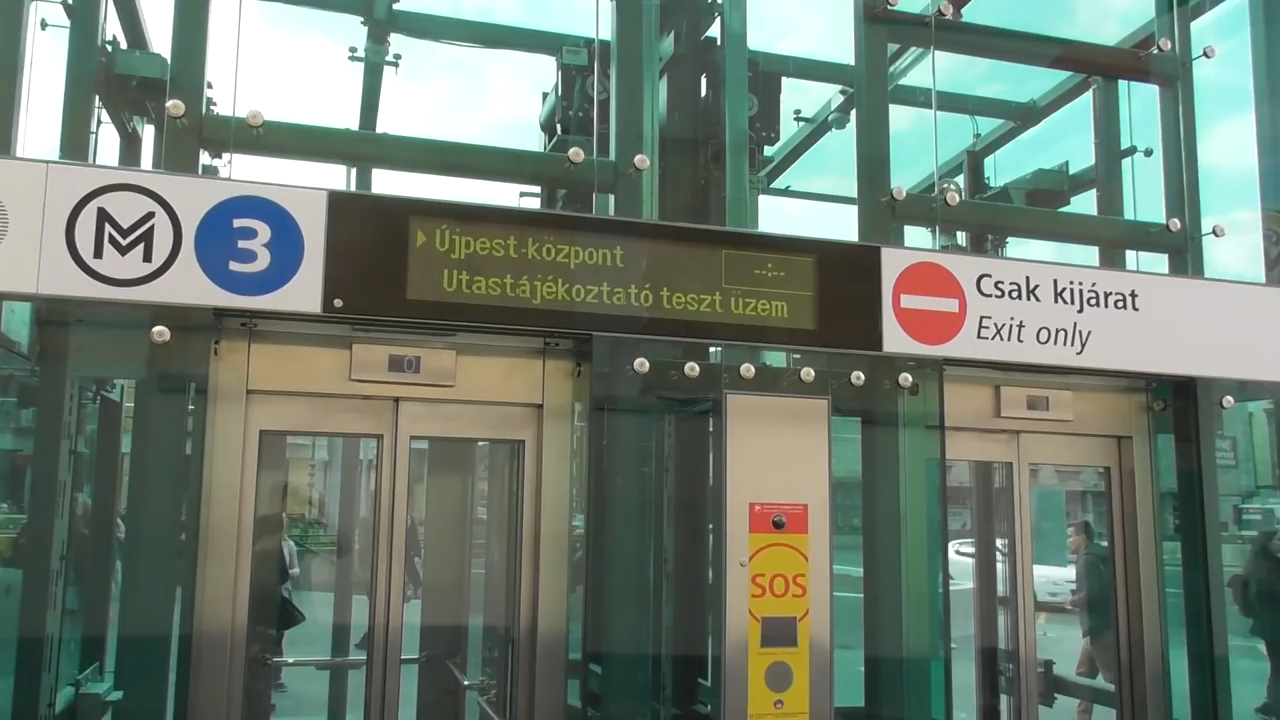 M 3
Újpest-központ --:--
Utastájékoztató teszt üzem
Csak kijárat
Exit only
0
SOS